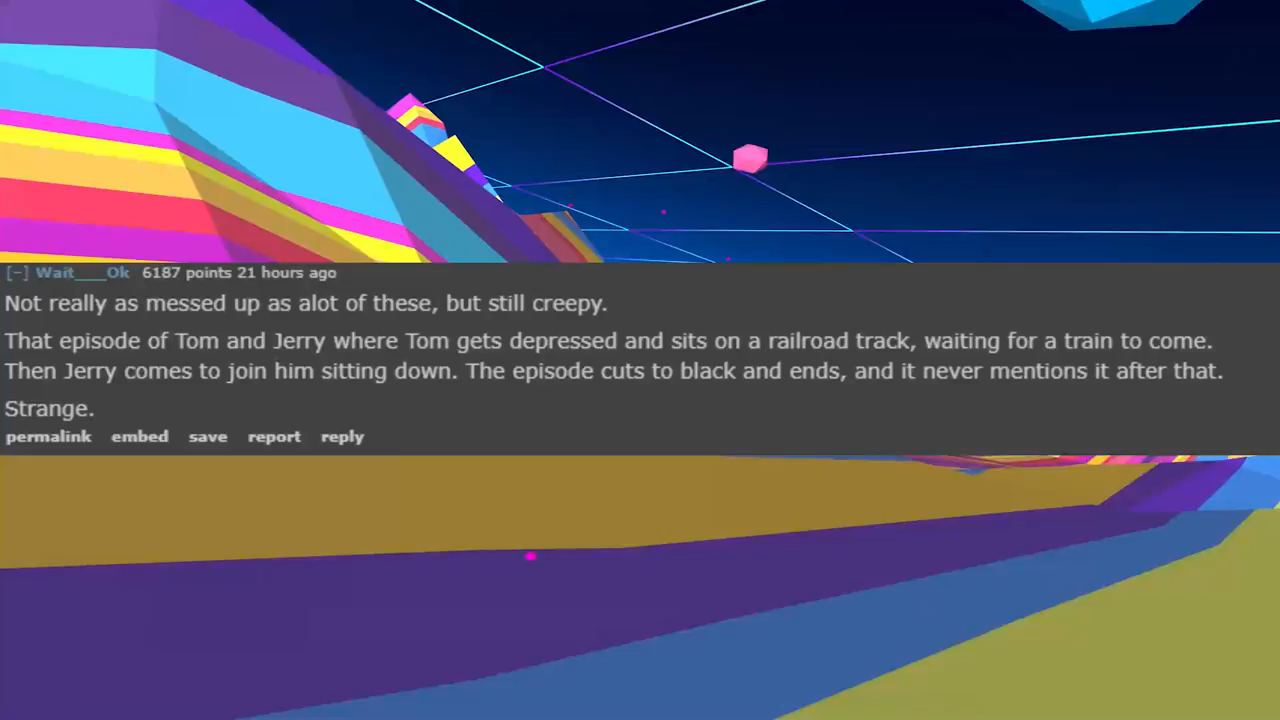 [–] Wait___Ok 6187 points 21 hours ago
Not really as messed up as alot of these, but still creepy.
That episode of Tom and Jerry where Tom gets depressed and sits on a railroad track, waiting for a train to come.
Then Jerry comes to join him sitting down. The episode cuts to black and ends, and it never mentions it after that.
Strange.
permalink embed save report reply